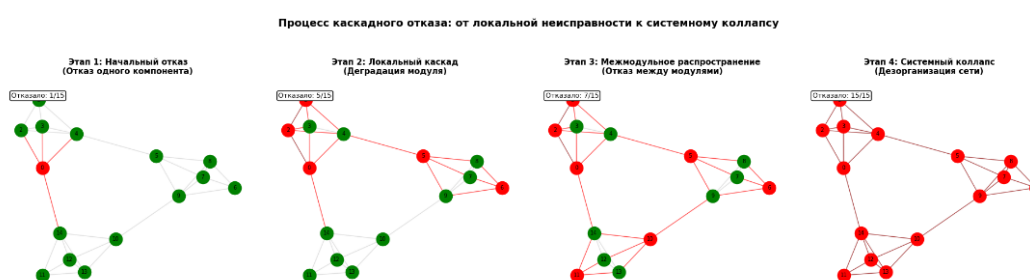 Процесс каскадного отказа: от локальной неисправности к системному коллапсу
Этап 1: Начальный отказ
(Отказ одного компонента)
Этап 2: Локальный каскад
(Деградация модуля)
Этап 3: Межмодульное распространение
(Отказ между модулями)
Этап 4: Системный коллапс
(Дезорганизация сети)
Отказало: 1/15
Отказало: 5/15
Отказало: 7/15
Отказало: 15/15